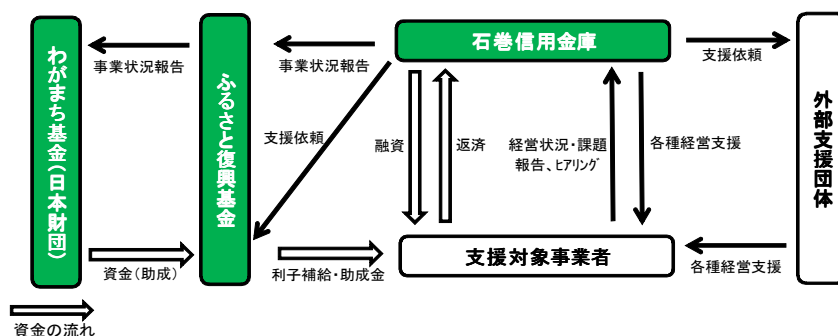 わがまち基金(日本財団)
事業状況報告
ふるさと復興基金
事業状況報告
石巻信用金庫
支援依頼
外部支援団体
支援依頼
融資
返済
経営状況・課題
報告、ヒアリング
各種経営支援
資金(助成)
利子補給・助成金
支援対象事業者
各種経営支援
資金の流れ